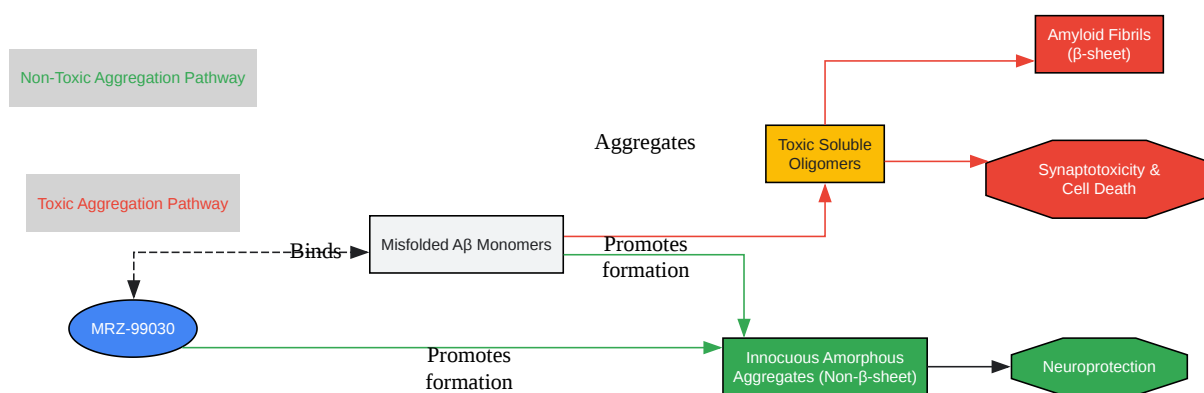 Amyloid Fibrils
(β-sheet)
Non-Toxic Aggregation Pathway
Aggregates
Toxic Soluble
Oligomers
Synaptotoxicity &
Cell Death
Toxic Aggregation Pathway
Binds
Misfolded Aβ Monomers
Promotes
formation
MRZ-99030
Promotes
formation
Innocuous Amorphous
Aggregates (Non-β-sheet)
Neuroprotection